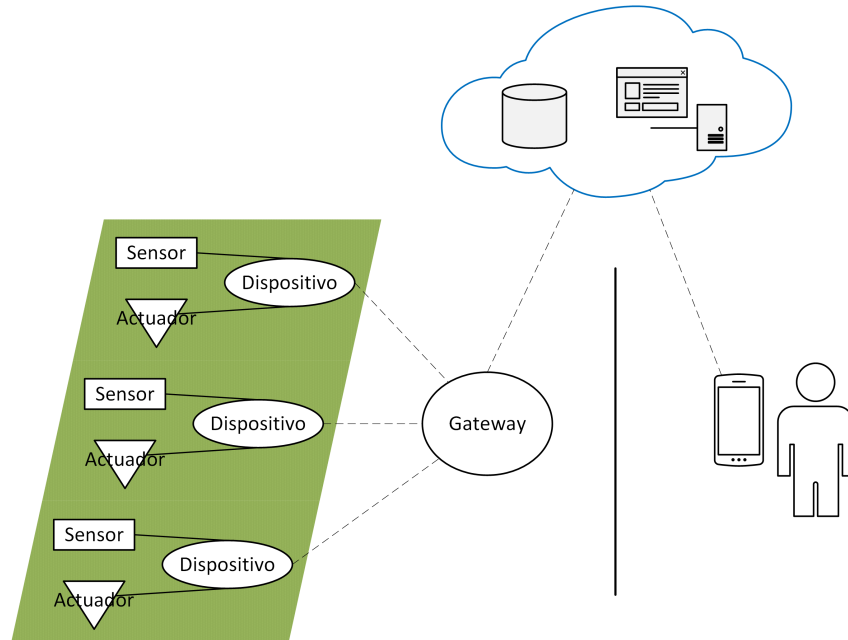 Sensor
Dispositivo
Actuador
Sensor
Dispositivo
Gateway
Actuador
Sensor
Dispositivo
Actuador